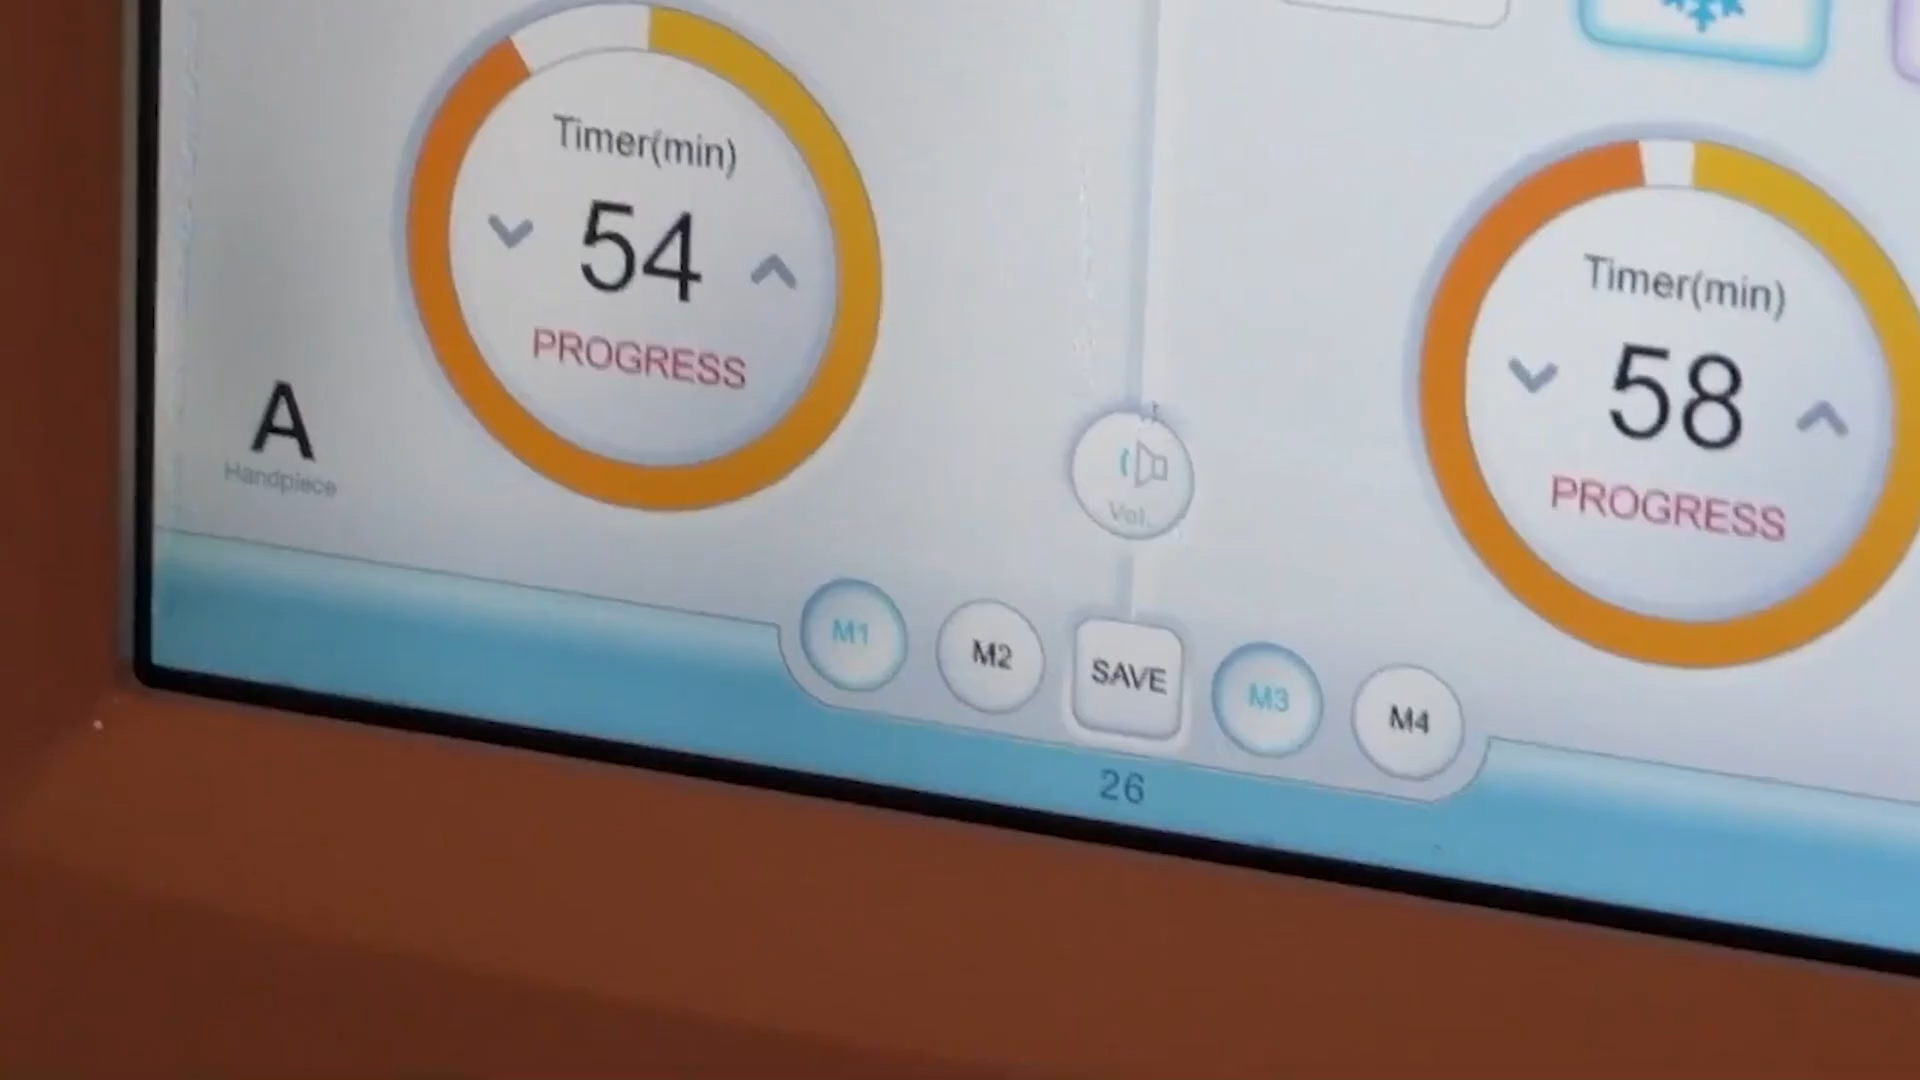 Timer(min)
54
PROGRESS
A
Handpiece
Timer(min)
58
PROGRESS
Vol.
M1
M2
SAVE
M3
M4
26